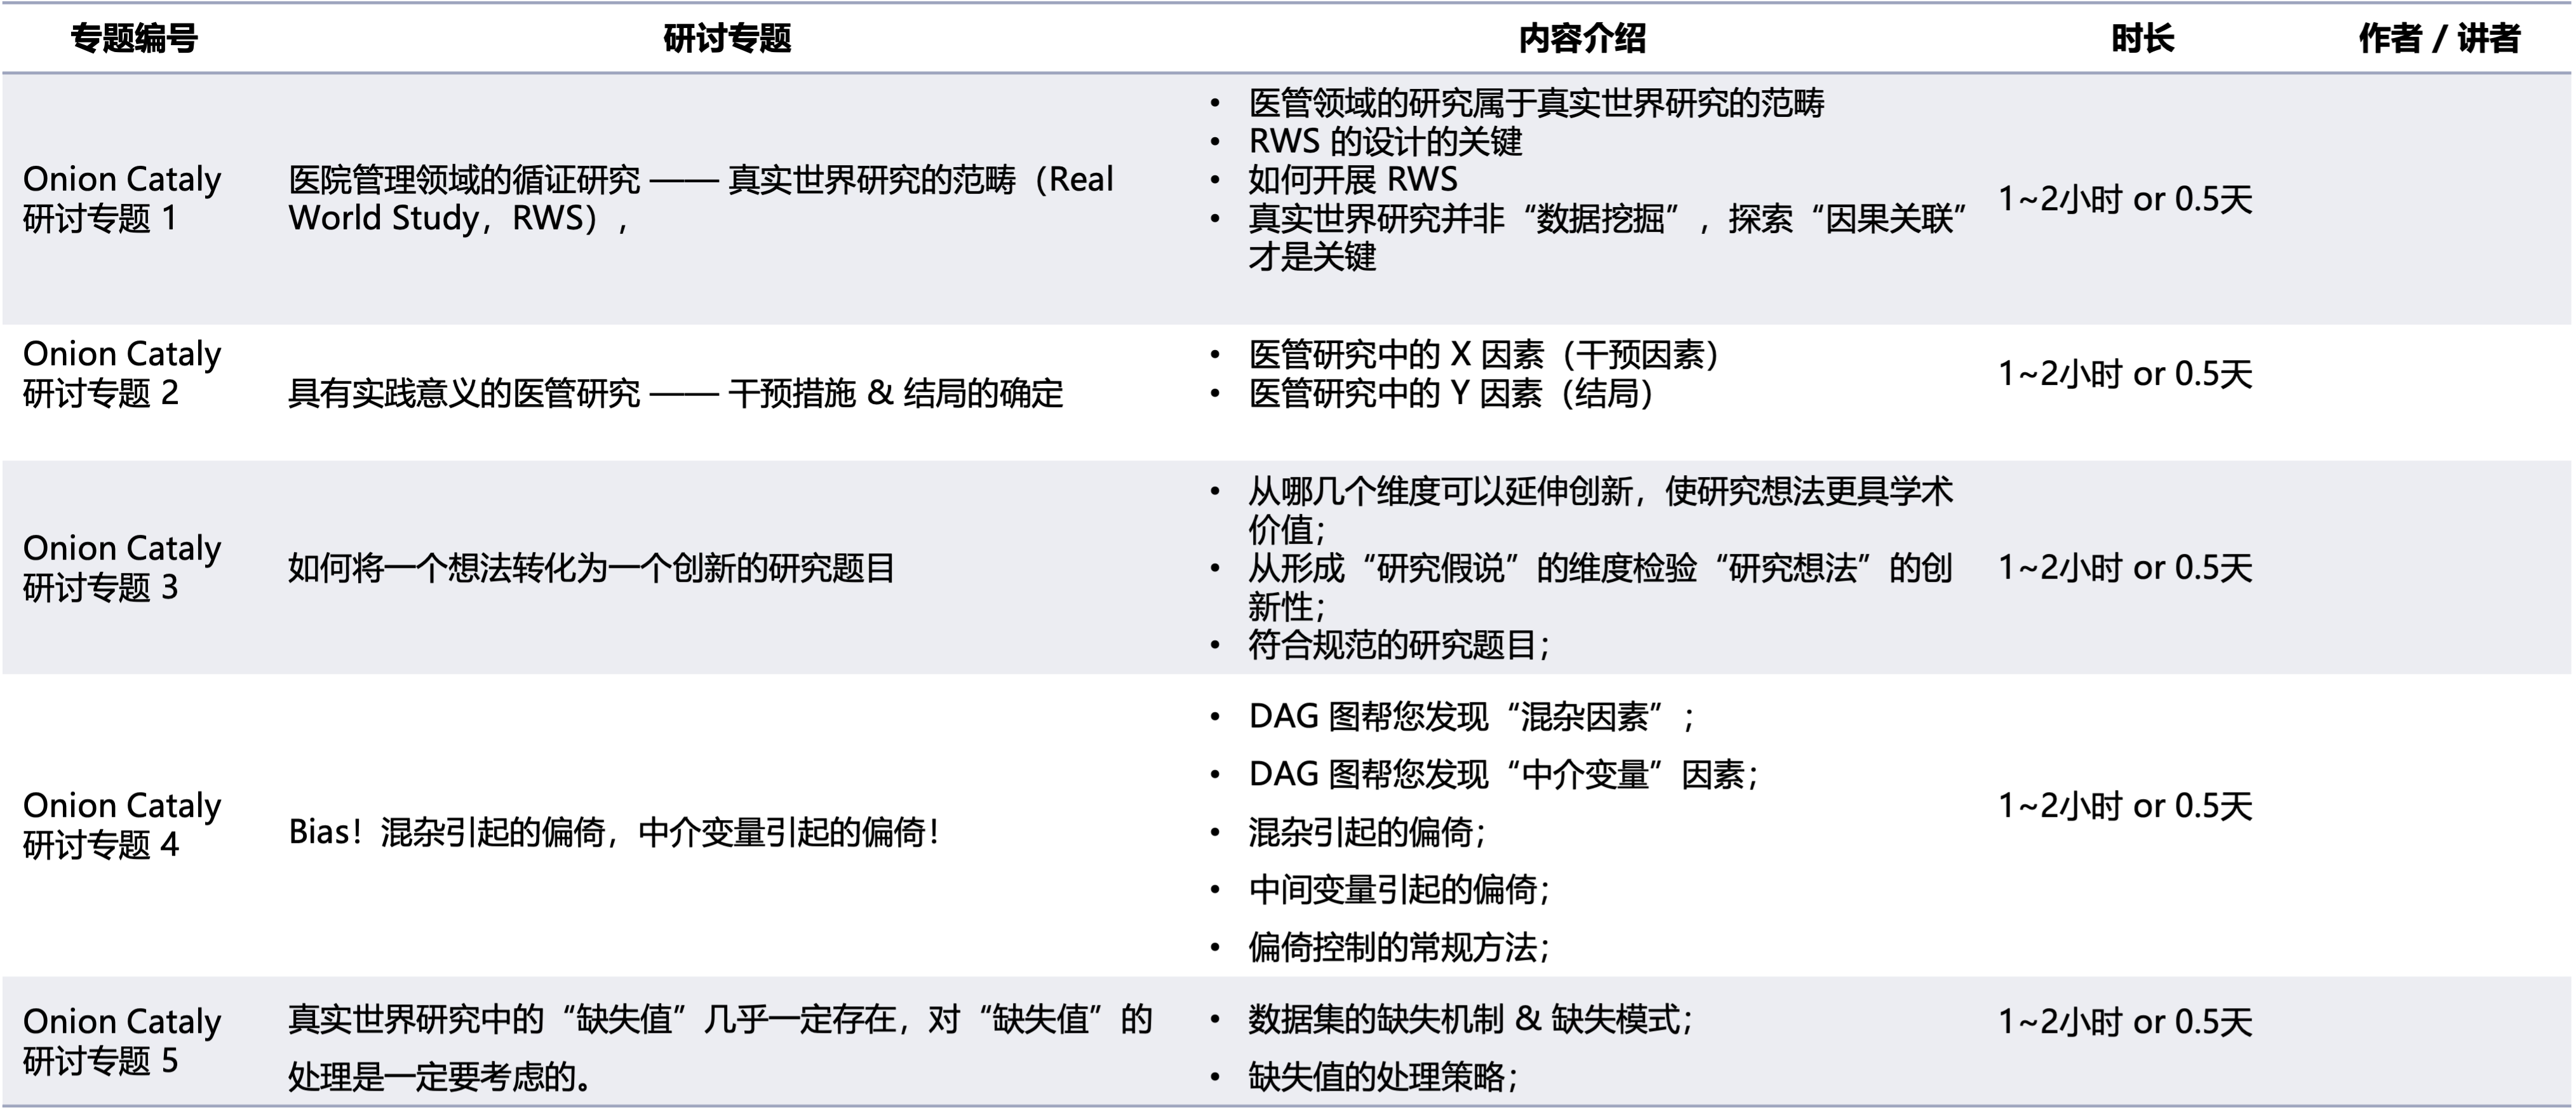 专题编号 研讨专题 内容介绍 时长 作者 / 讲者
Onion Cataly
研讨专题 1
医院管理领域的循证研究 —— 真实世界研究的范畴（Real
World Study，RWS），
• 医管领域的研究属于真实世界研究的范畴
• RWS 的设计的关键
• 如何开展 RWS
• 真实世界研究并非“数据挖掘”，探索“因果关联”
才是关键
1~2小时 or 0.5天
Onion Cataly
研讨专题 2
具有实践意义的医管研究 —— 干预措施 & 结局的确定
• 医管研究中的 X 因素（干预因素）
• 医管研究中的 Y 因素（结局）
1~2小时 or 0.5天
Onion Cataly
研讨专题 3
如何将一个想法转化为一个创新的研究题目
• 从哪几个维度可以延伸创新，使研究想法更具学术
价值；
• 从形成“研究假说”的维度检验“研究想法”的创
新性；
• 符合规范的研究题目；
1~2小时 or 0.5天
Onion Cataly
研讨专题 4
Bias！混杂引起的偏倚，中介变量引起的偏倚！
• DAG 图帮您发现“混杂因素”；
• DAG 图帮您发现“中介变量”因素；
• 混杂引起的偏倚；
• 中间变量引起的偏倚；
• 偏倚控制的常规方法；
1~2小时 or 0.5天
Onion Cataly
研讨专题 5
真实世界研究中的“缺失值”几乎一定存在，对“缺失值”的
处理是一定要考虑的。
• 数据集的缺失机制 & 缺失模式；
• 缺失值的处理策略；
1~2小时 or 0.5天